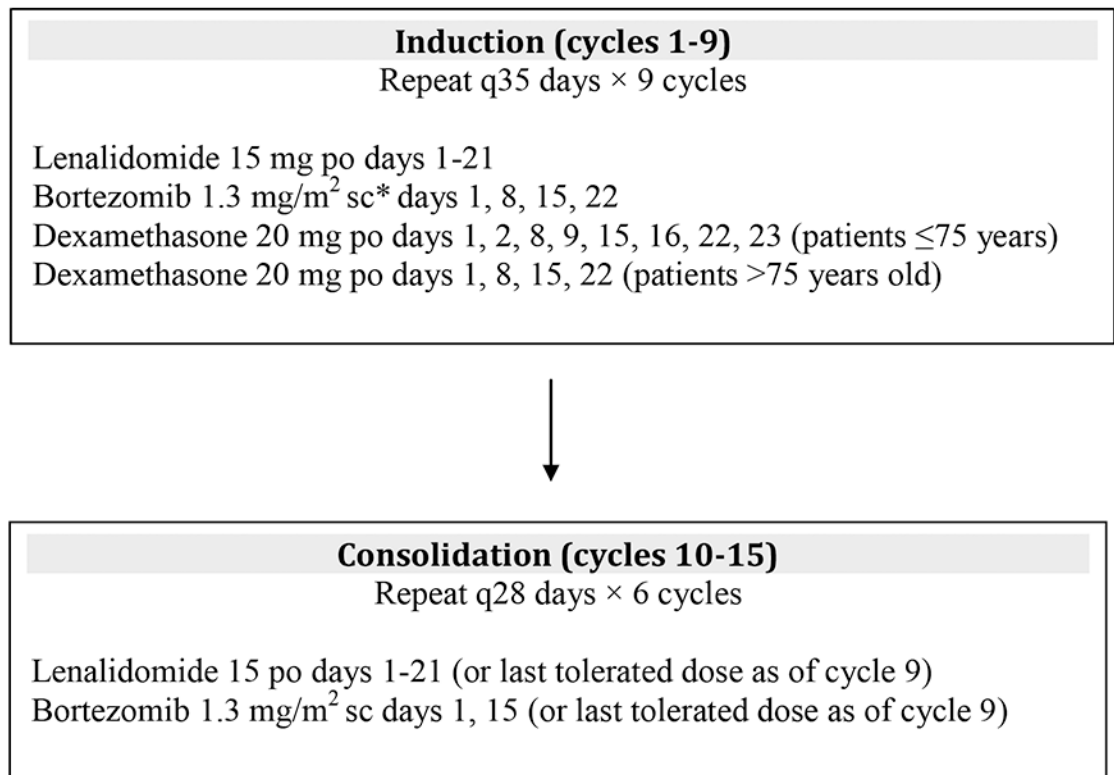 Induction (cycles 1-9)
Repeat q35 days × 9 cycles
Lenalidomide 15 mg po days 1-21
Bortezomib 1.3 mg/m² sc* days 1, 8, 15, 22
Dexamethasone 20 mg po days 1, 2, 8, 9, 15, 16, 22, 23 (patients ≤75 years)
Dexamethasone 20 mg po days 1, 8, 15, 22 (patients >75 years old)
Consolidation (cycles 10-15)
Repeat q28 days × 6 cycles
Lenalidomide 15 po days 1-21 (or last tolerated dose as of cycle 9)
Bortezomib 1.3 mg/m² sc days 1, 15 (or last tolerated dose as of cycle 9)